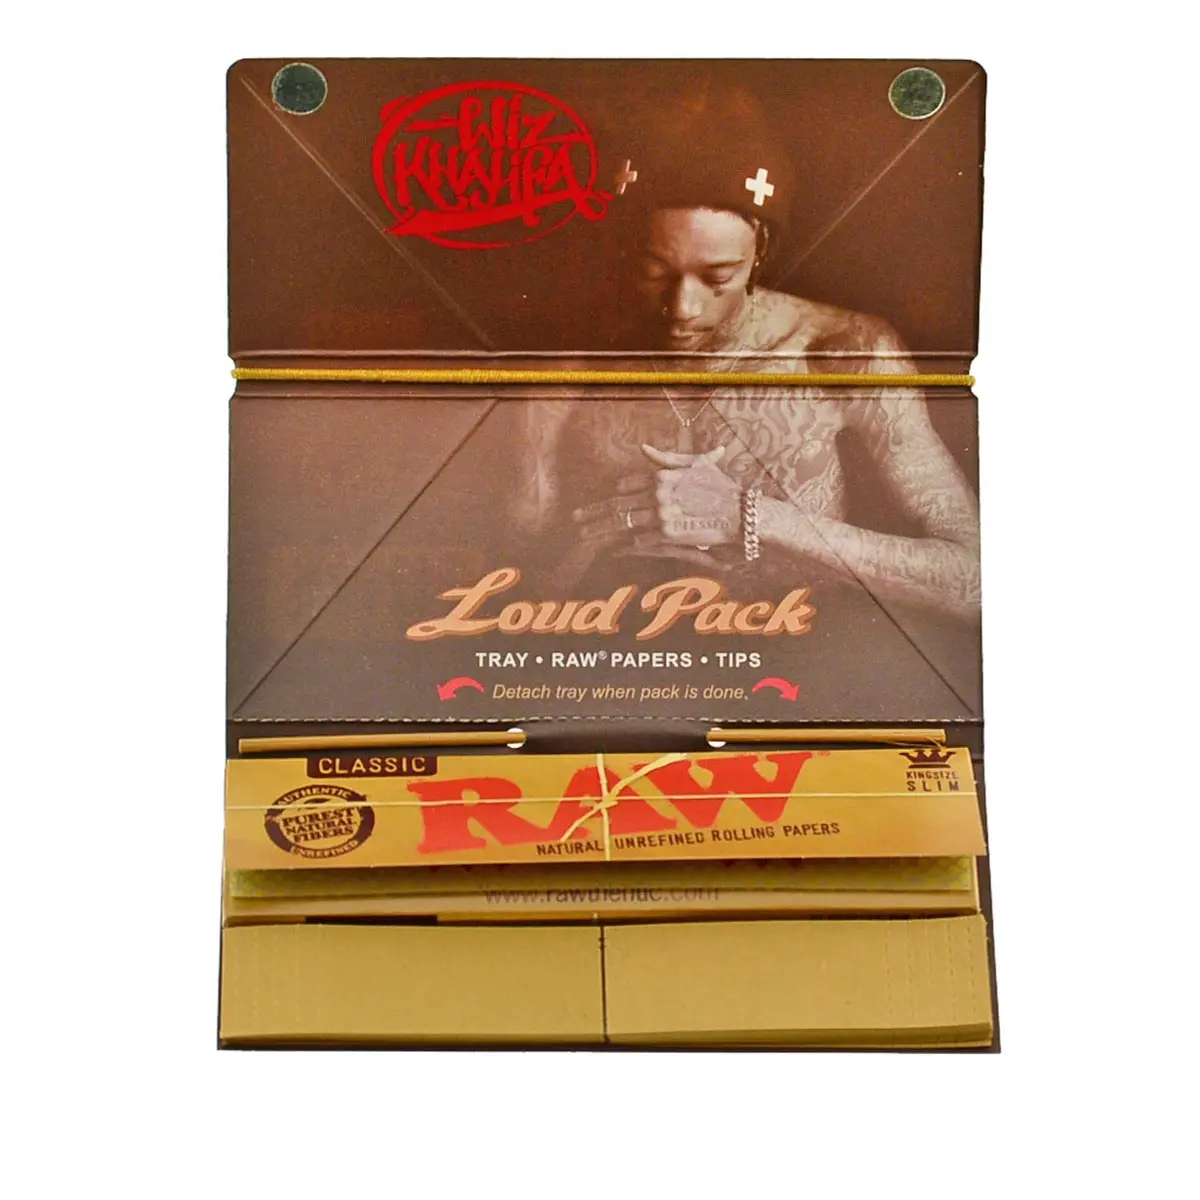 Wiz
KHALIFA
BLESSED
Loud Pack
TRAY • RAW® PAPERS • TIPS
Detach tray when pack is done.
CLASSIC
RAW
KINGSIZE
SLIM
AUTHENTIC
PUREST
NATURAL
FIBERS
UNREFINED
NATURAL UNREFINED ROLLING PAPERS